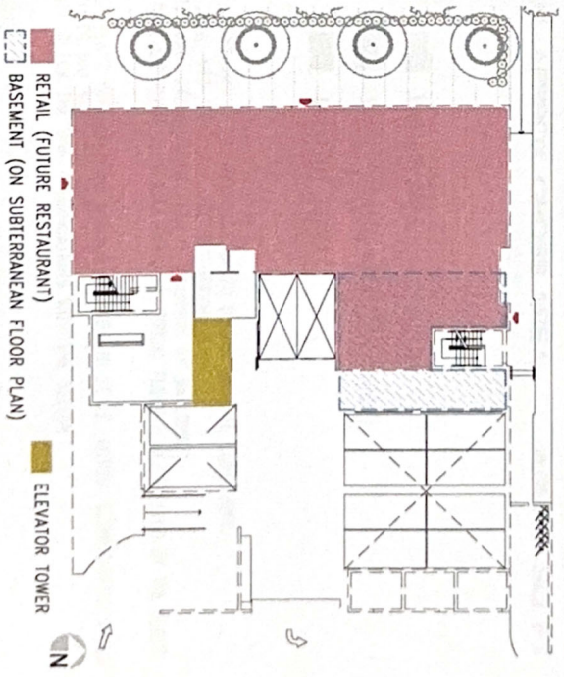 RETAIL (FUTURE RESTAURANT)
BASEMENT (ON SUBTERRANEAN FLOOR PLAN)
ELEVATOR TOWER
N